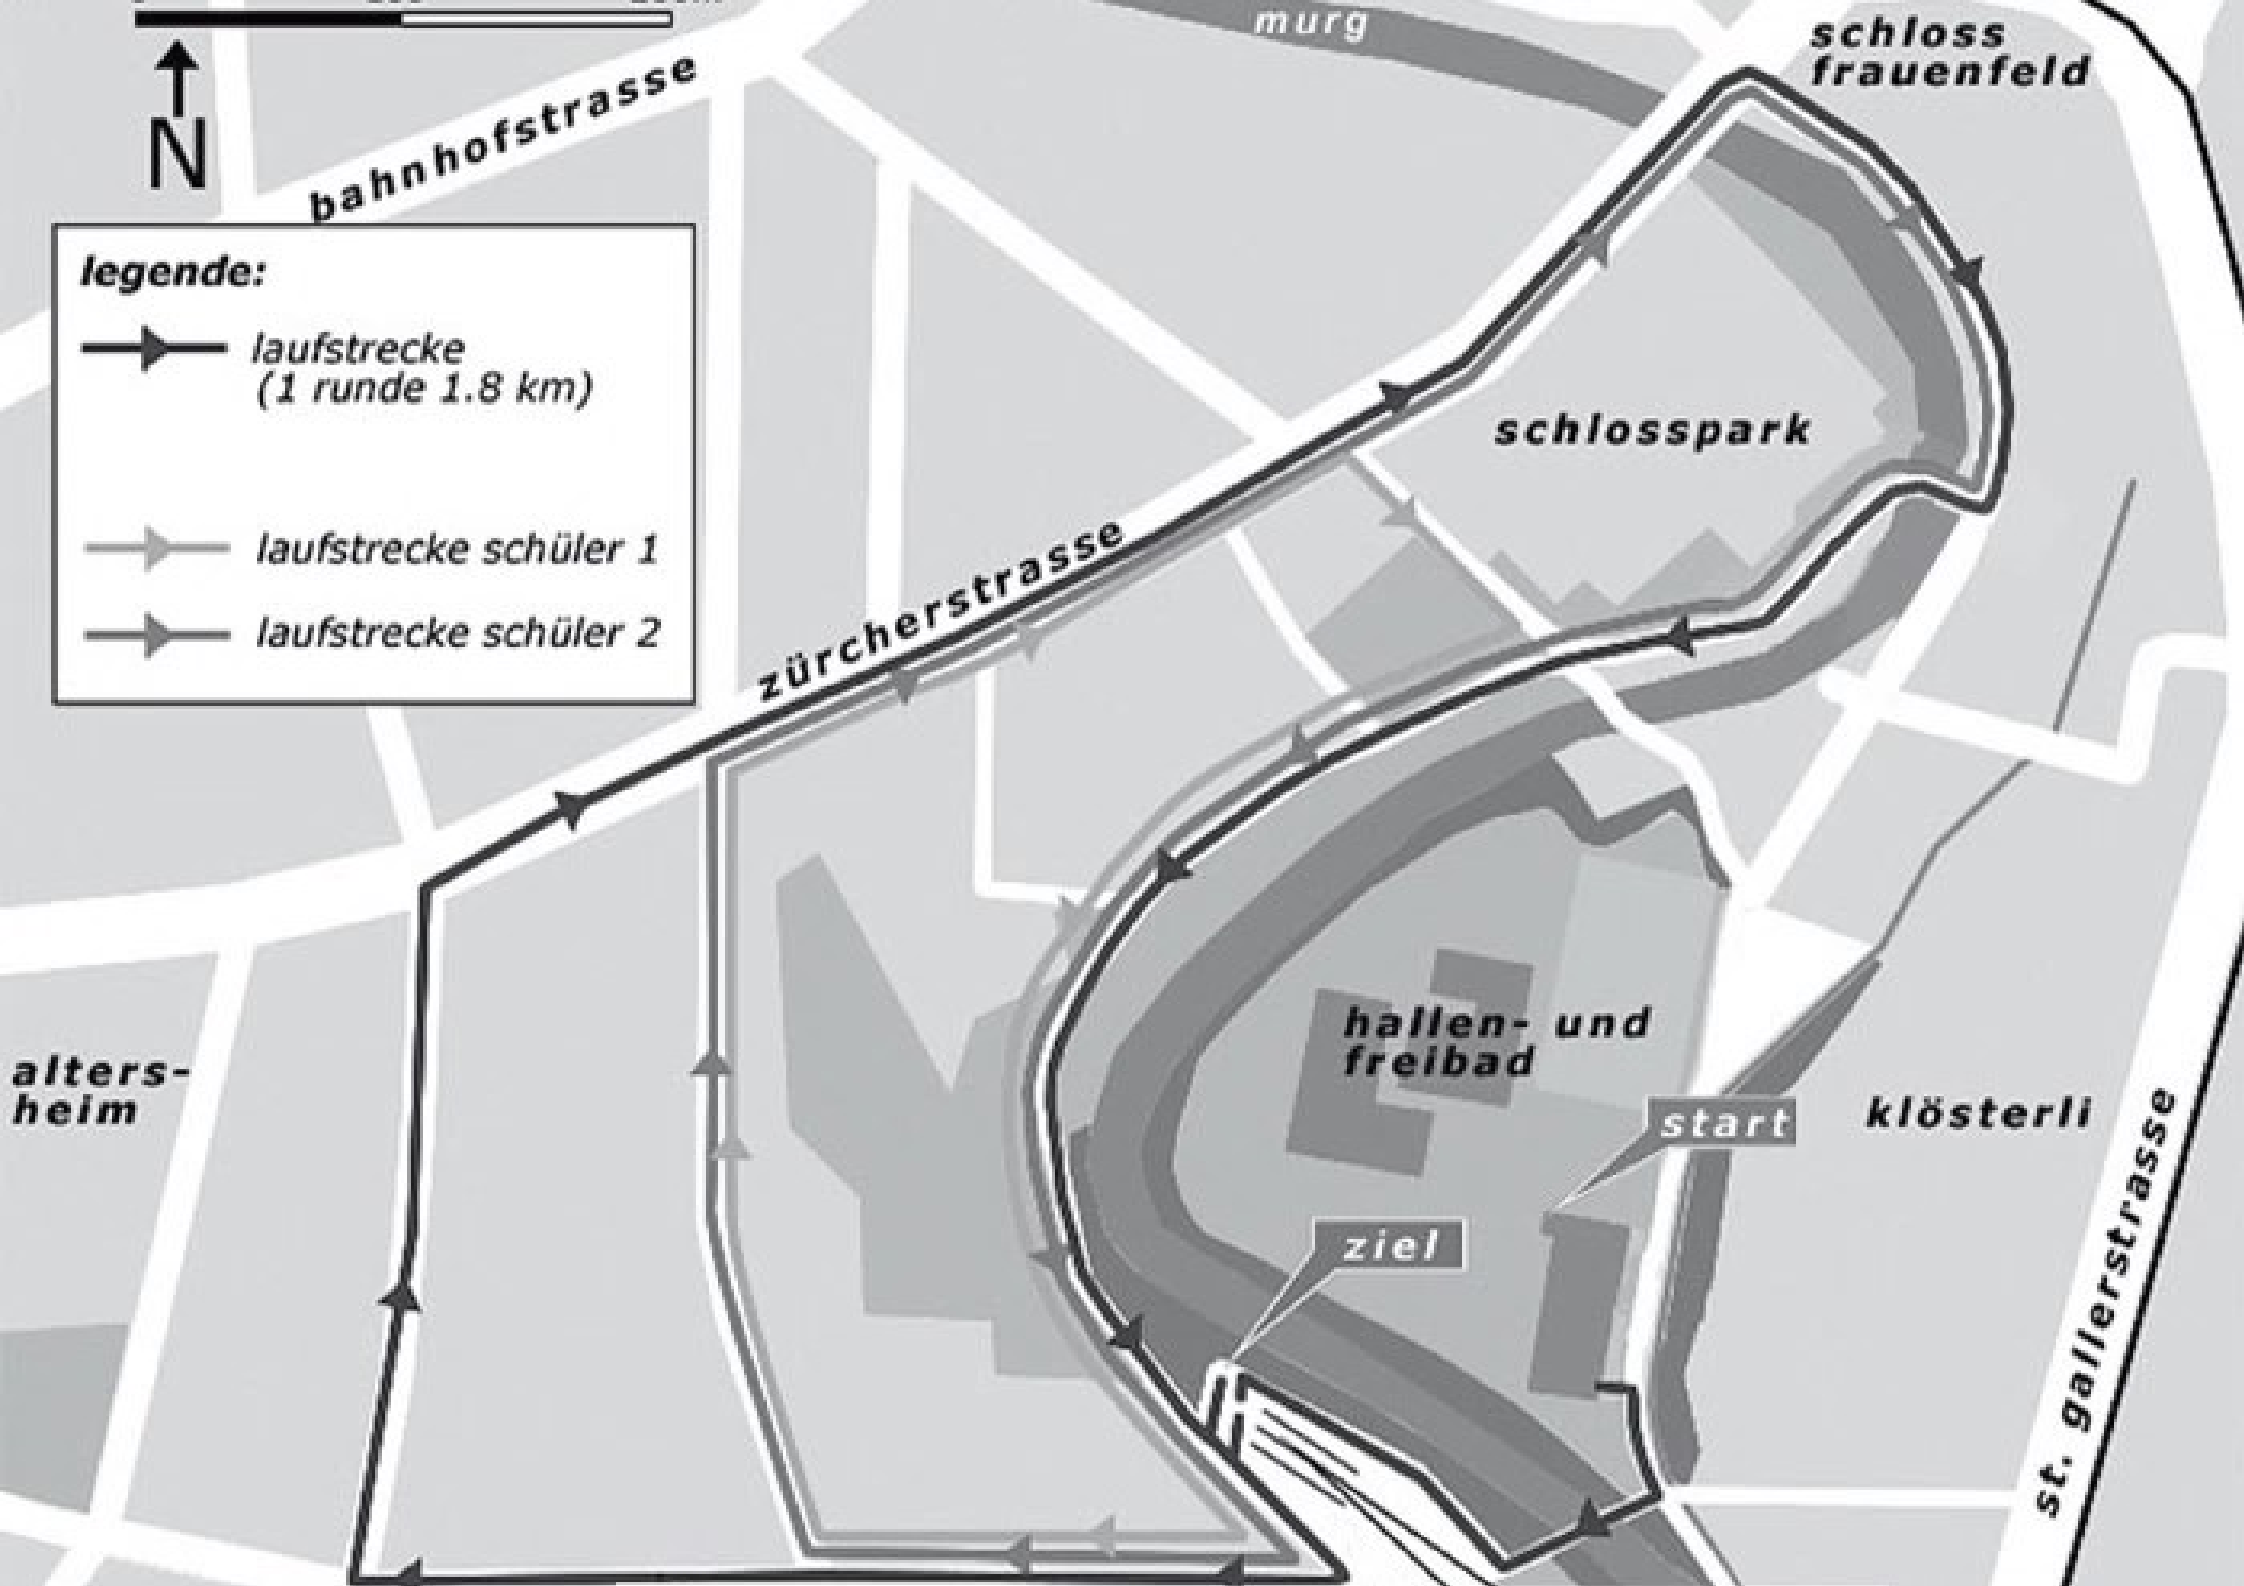 murg
schloss
frauenfeld
N
bahnhofstrasse
legende:
laufstrecke
(1 runde 1.8 km)
laufstrecke schüler 1
laufstrecke schüler 2
schlosspark
zürcherstrasse
alters-
heim
hallen- und
freibad
start
klösterli
ziel
st. gallerstrasse